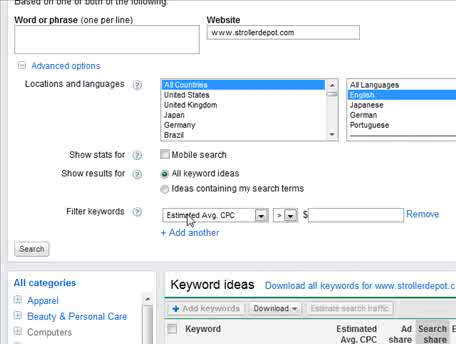 Based on one or both of the following:
Word or phrase (one per line)
Website
www.strollerdepot.com
Advanced options
Locations and languages
All Countries
United States
United Kingdom
Japan
Germany
Brazil
All Languages
English
Japanese
German
Portuguese
Show stats for
Mobile search
Show results for
All keyword ideas
Ideas containing my search terms
Filter keywords
Estimated Avg. CPC
>
$
Remove
+ Add another
Search
All categories
Apparel
Beauty & Personal Care
Computers
Keyword ideas
Download all keywords for www.strollerdepot.c
+ Add keywords
Download
Estimate search traffic
Keyword
Estimated Avg. CPC
Ad share
Search share
E